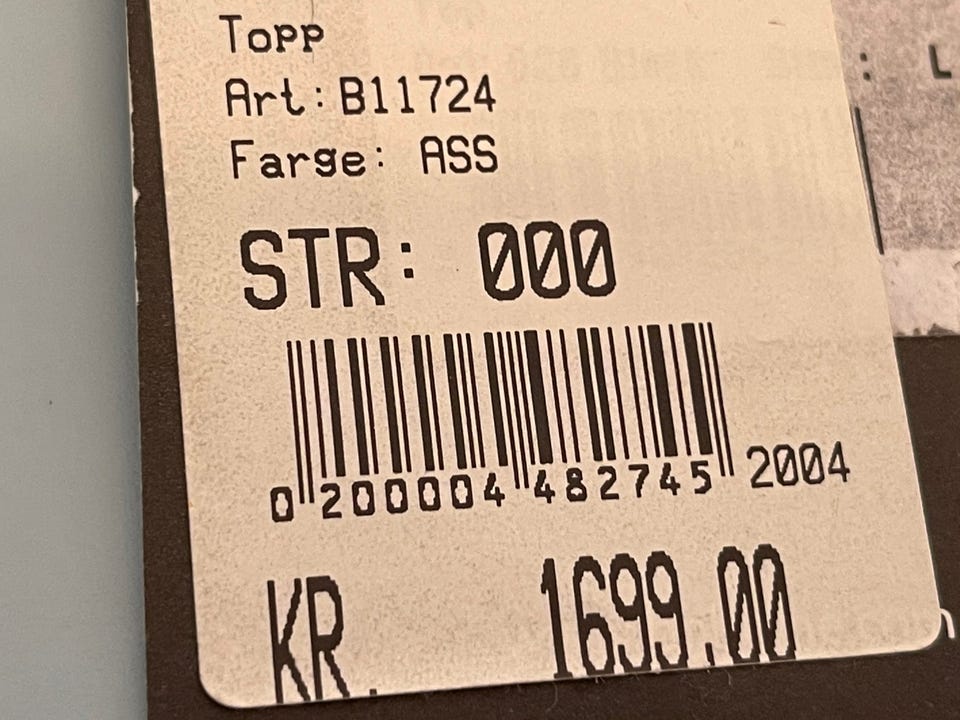 Topp
Art: B11724
Farge: ASS
STR: 000
0 200004 482745 2004
KR. 1699.00
: L